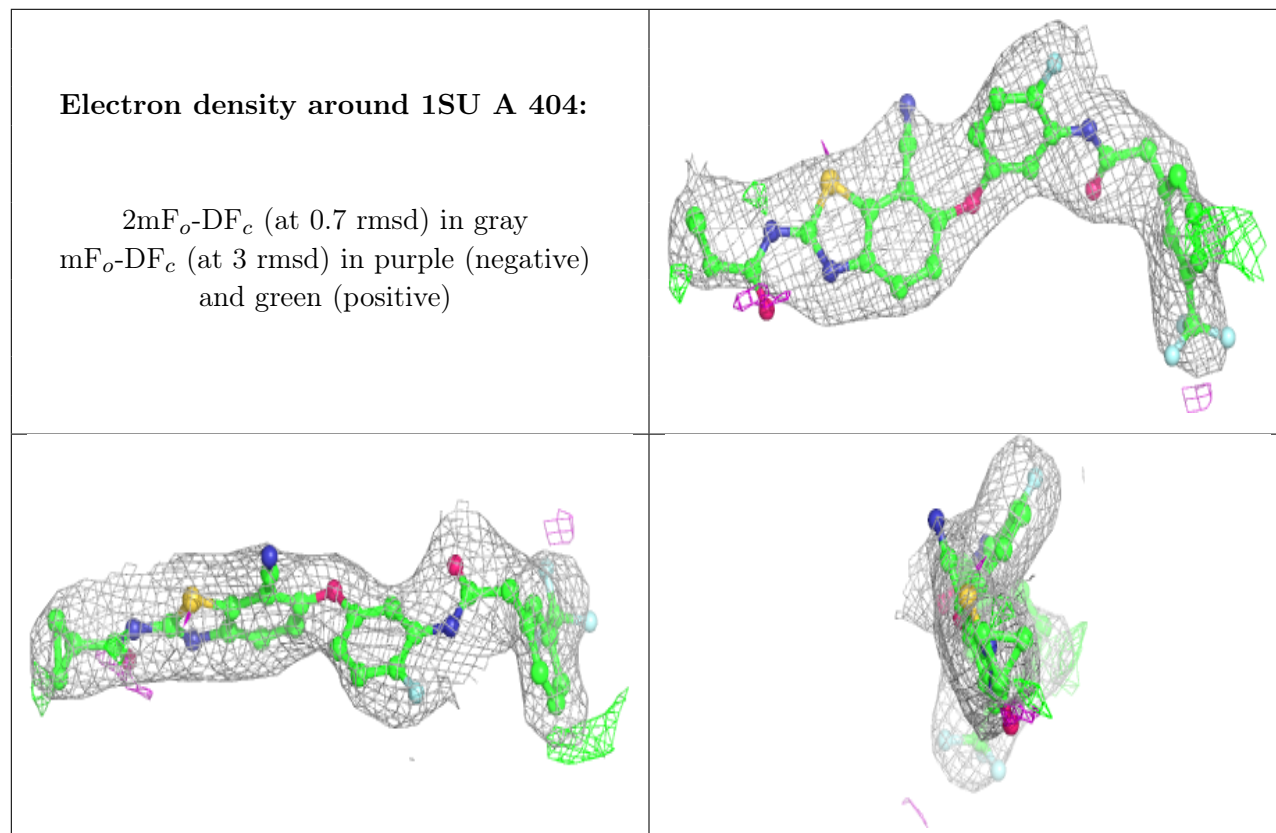 Electron density around 1SU A 404:
2mFo-DFc (at 0.7 rmsd) in gray
mFo-DFc (at 3 rmsd) in purple (negative)
and green (positive)